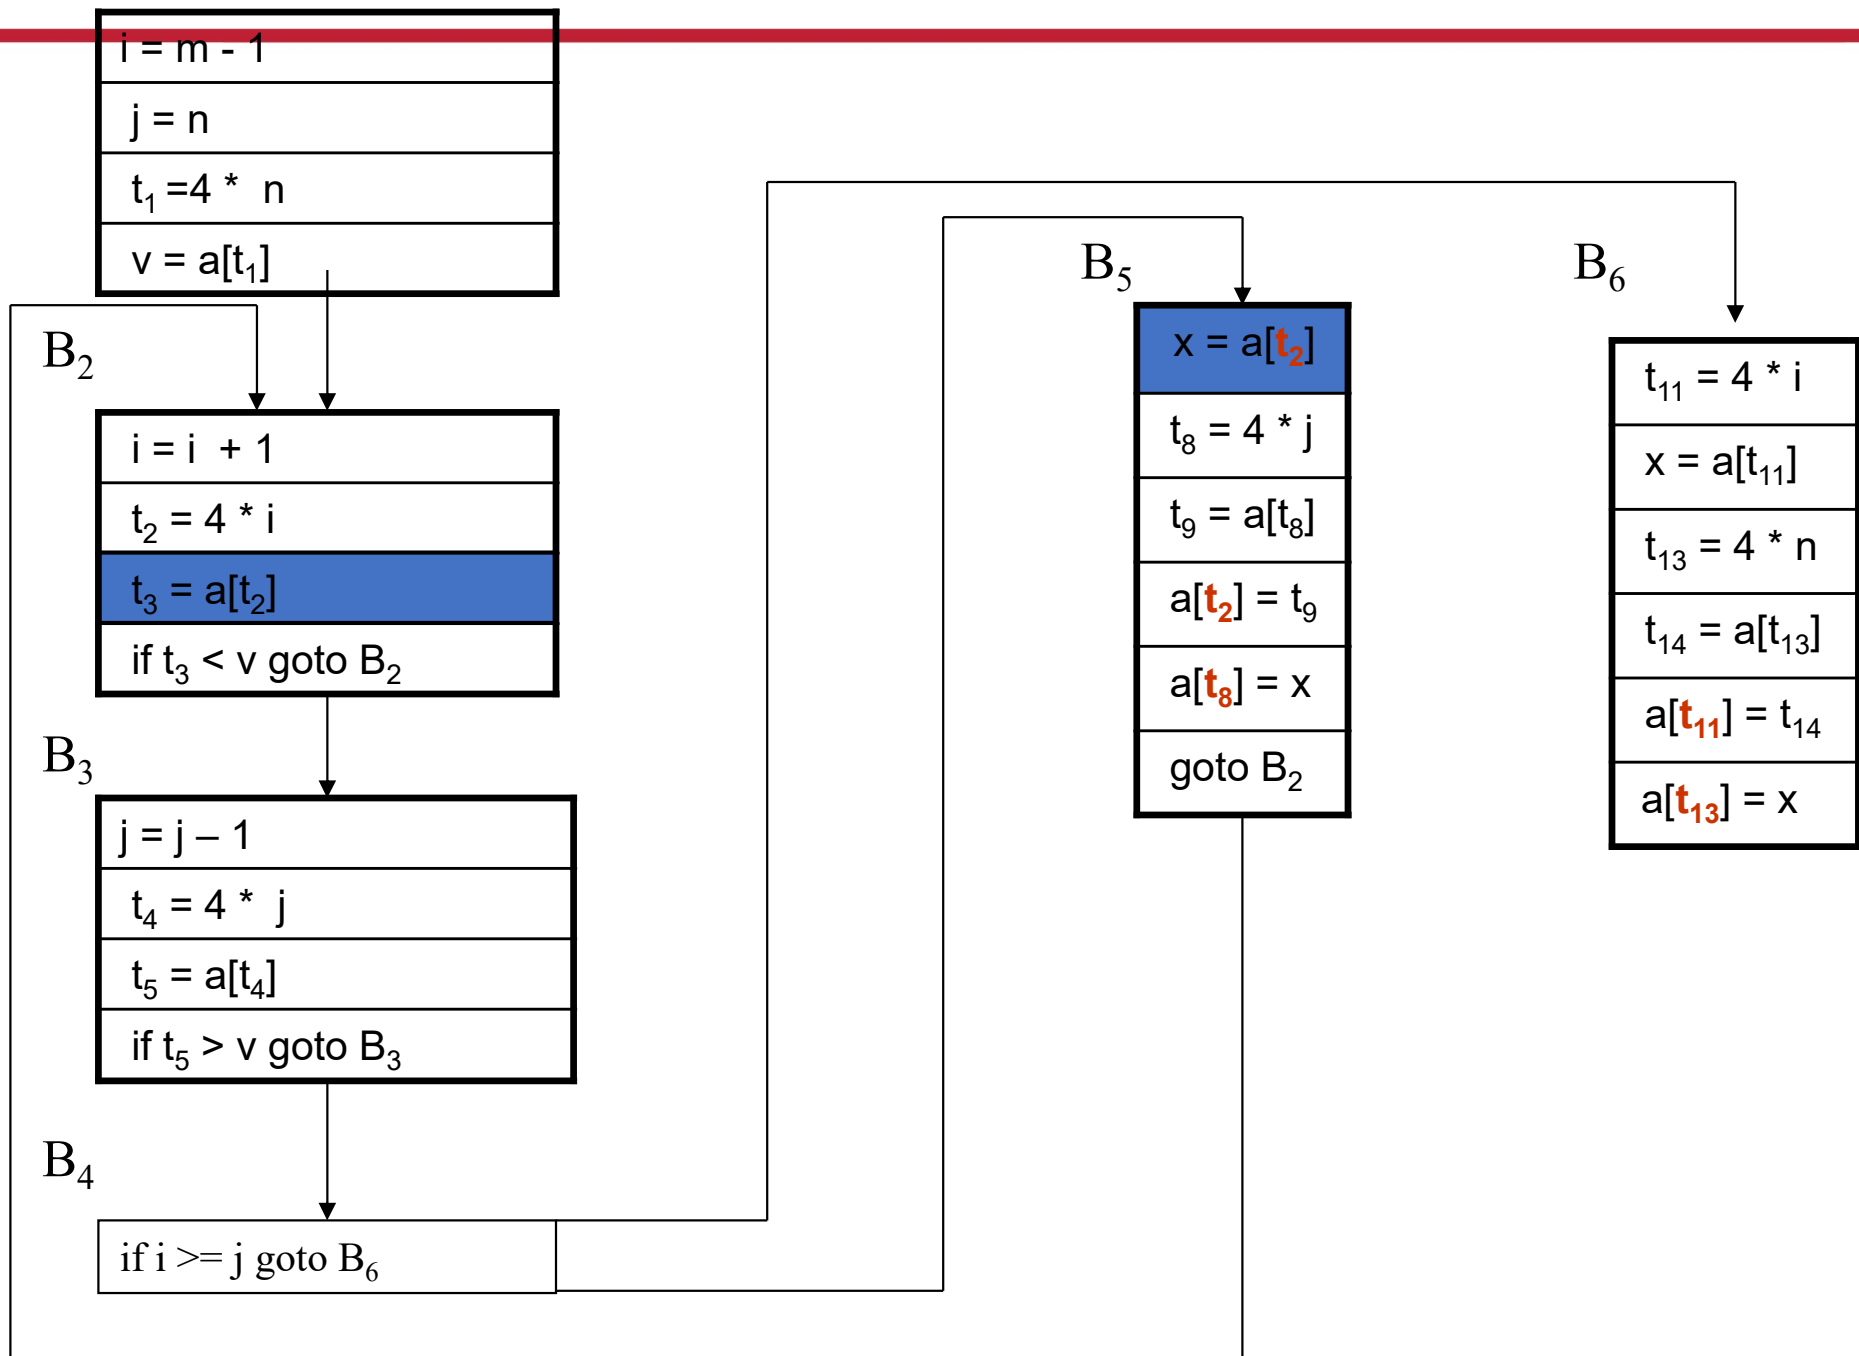 i = m - 1
j = n
t₁ =4 * n
v = a[t₁]
B₂
i = i + 1
t₂ = 4 * i
t₃ = a[t₂]
if t₃ < v goto B₂
B₃
j = j – 1
t₄ = 4 * j
t₅ = a[t₄]
if t₅ > v goto B₃
B₄
if i >= j goto B₆
B₅
x = a[t₂]
t₈ = 4 * j
t₉ = a[t₈]
a[t₂] = t₉
a[t₈] = x
goto B₂
B₆
t₁₁ = 4 * i
x = a[t₁₁]
t₁₃ = 4 * n
t₁₄ = a[t₁₃]
a[t₁₁] = t₁₄
a[t₁₃] = x